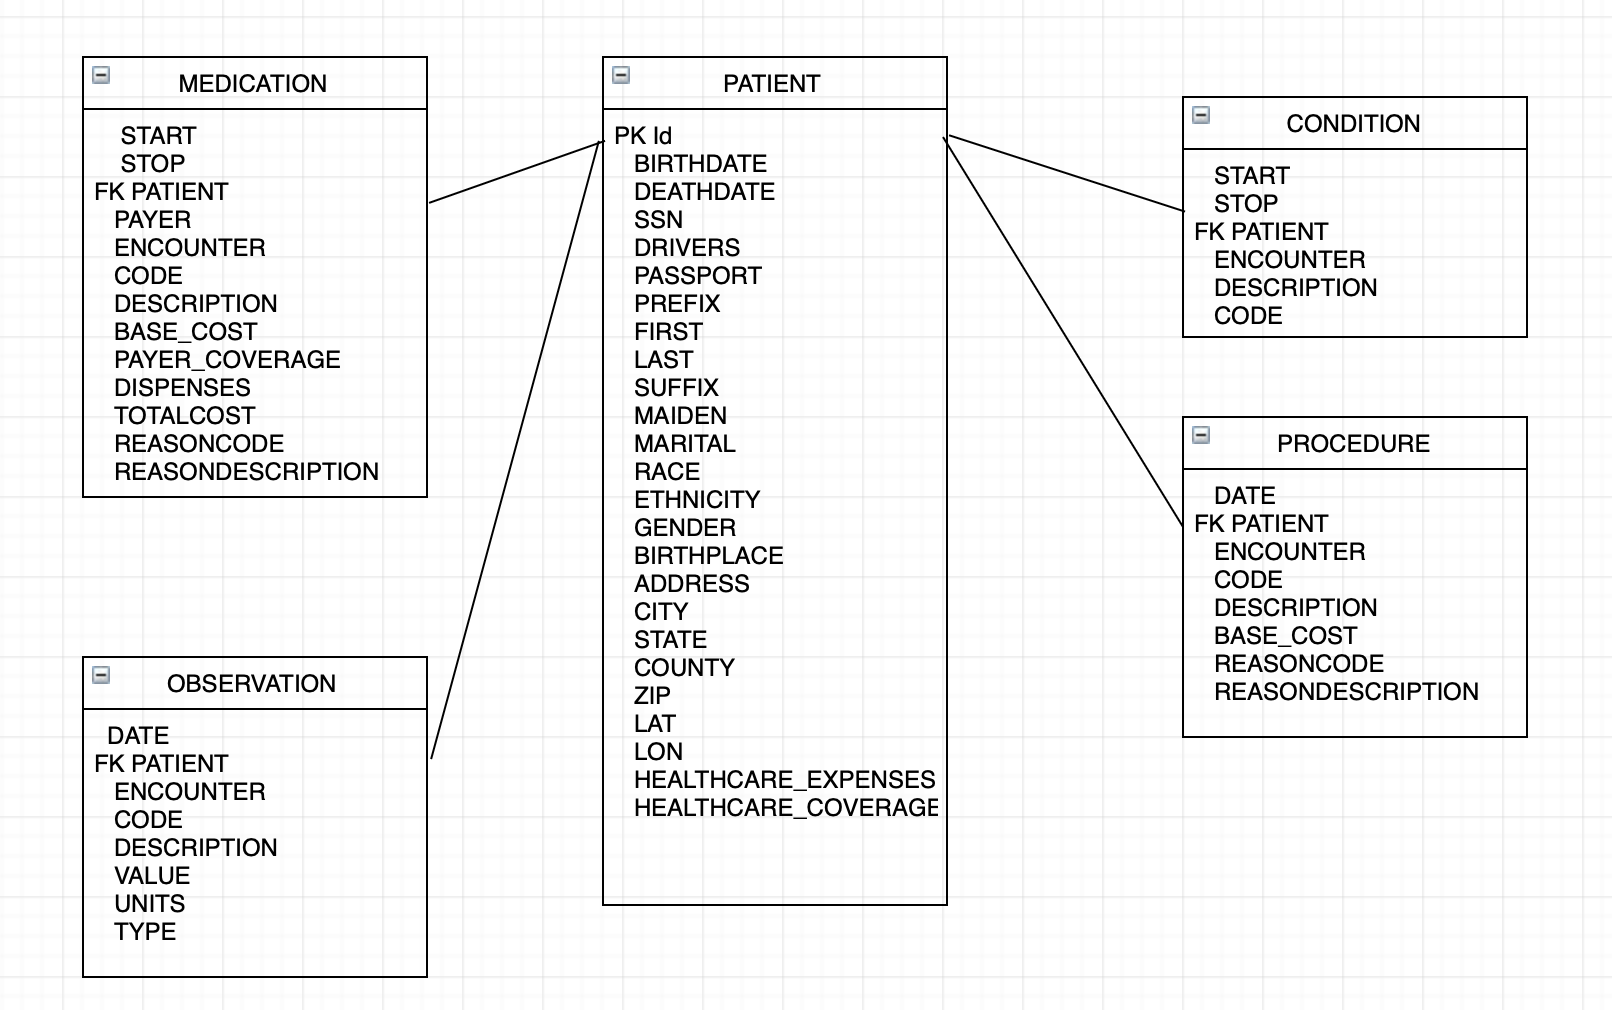 MEDICATION
START
STOP
FK PATIENT
PAYER
ENCOUNTER
CODE
DESCRIPTION
BASE_COST
PAYER_COVERAGE
DISPENSES
TOTALCOST
REASONCODE
REASONDESCRIPTION
OBSERVATION
DATE
FK PATIENT
ENCOUNTER
CODE
DESCRIPTION
VALUE
UNITS
TYPE
PATIENT
PK Id
BIRTHDATE
DEATHDATE
SSN
DRIVERS
PASSPORT
PREFIX
FIRST
LAST
SUFFIX
MAIDEN
MARITAL
RACE
ETHNICITY
GENDER
BIRTHPLACE
ADDRESS
CITY
STATE
COUNTY
ZIP
LAT
LON
HEALTHCARE_EXPENSES
HEALTHCARE_COVERAGE
CONDITION
START
STOP
FK PATIENT
ENCOUNTER
DESCRIPTION
CODE
PROCEDURE
DATE
FK PATIENT
ENCOUNTER
CODE
DESCRIPTION
BASE_COST
REASONCODE
REASONDESCRIPTION